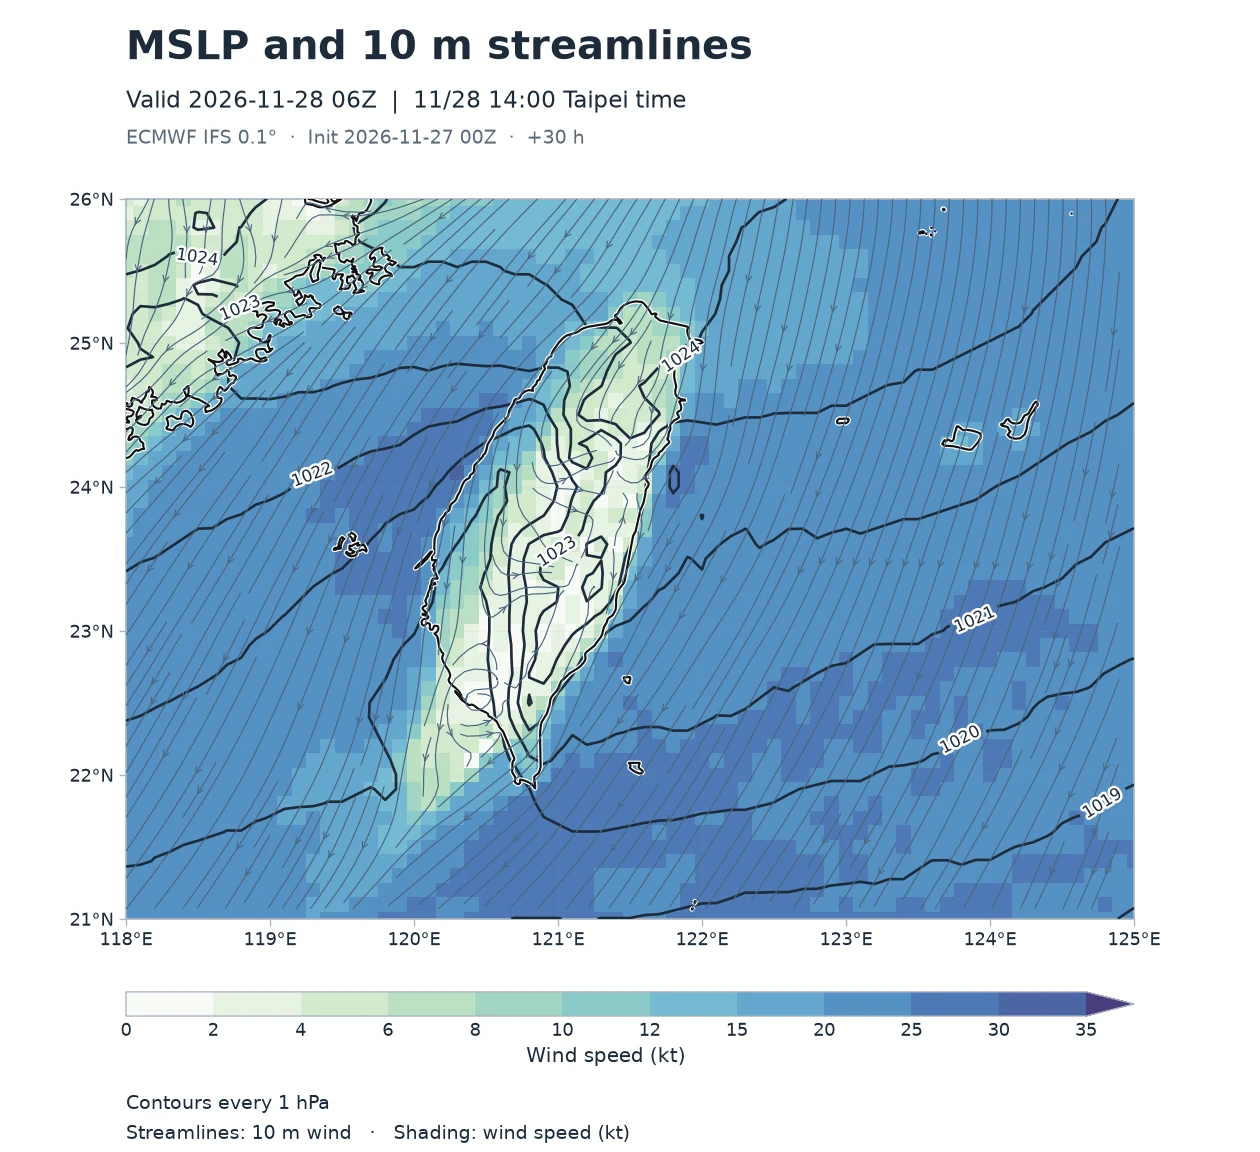 MSLP and 10 m streamlines
Valid 2026-11-28 06Z | 11/28 14:00 Taipei time
ECMWF IFS 0.1° · Init 2026-11-27 00Z · +30 h
26°N
25°N
24°N
23°N
22°N
21°N
1024
1023
1024
1022
1023
1021
1020
1019
118°E 119°E 120°E 121°E 122°E 123°E 124°E 125°E
0 2 4 6 8 10 12 15 20 25 30 35
Wind speed (kt)
Contours every 1 hPa
Streamlines: 10 m wind · Shading: wind speed (kt)